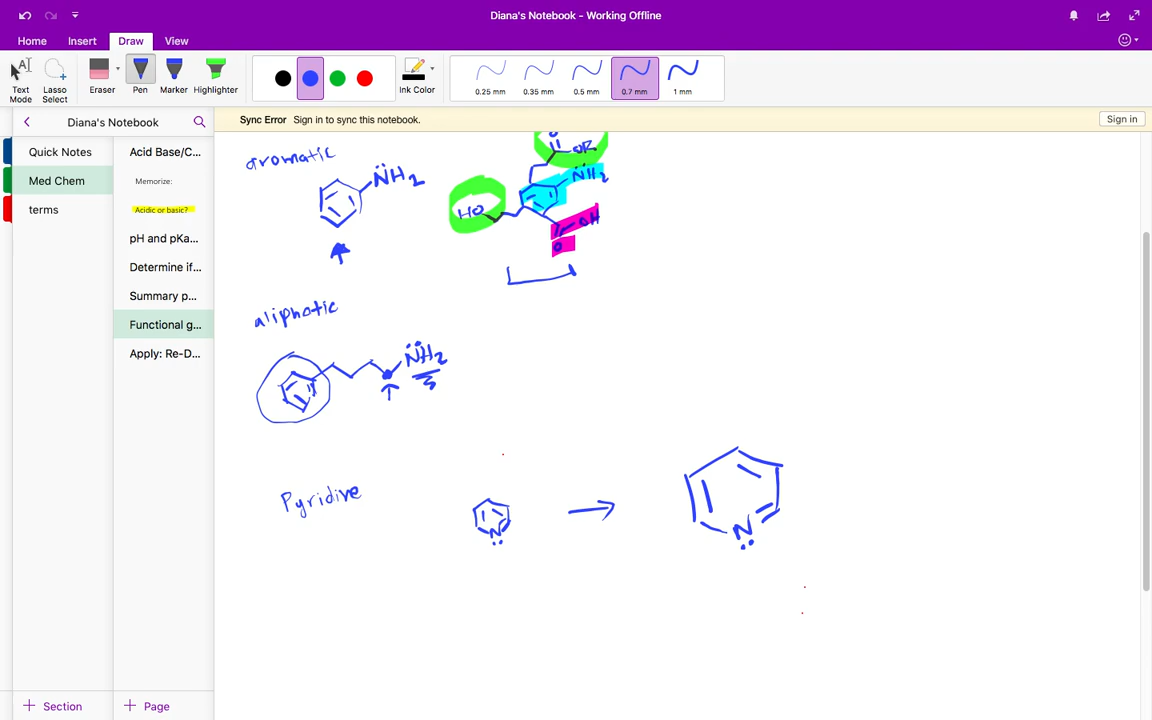 Diana's Notebook - Working Offline
Home Insert Draw View
Text Mode
Lasso Select
Eraser
Pen
Marker
Highlighter
Ink Color
0.25 mm
0.35 mm
0.5 mm
0.7 mm
1 mm
Diana's Notebook
Sync Error Sign in to sync this notebook.
Sign in
Quick Notes
Med Chem
terms
Acid Base/C...
Memorize:
Acidic or basic?
pH and pKa...
Determine if...
Summary p...
Functional g...
Apply: Re-D...
+ Section
+ Page
aromatic
NH2
O
OR
NH2
HO
OH
O
aliphatic
NH2
Pyridine
N
N